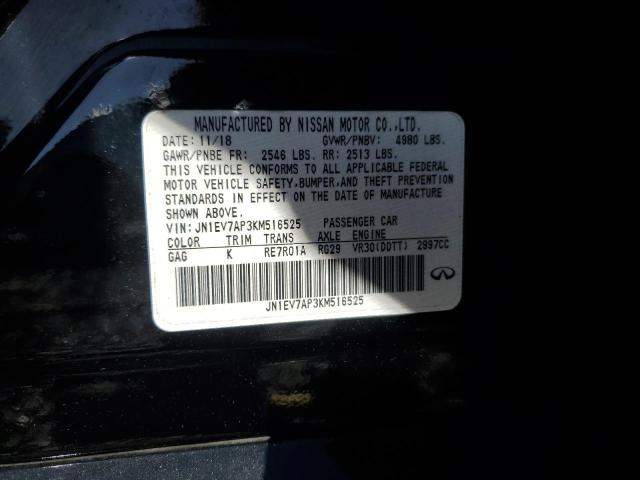 MANUFACTURED BY NISSAN MOTOR CO.,LTD.
DATE: 11/18 GVWR/PNBV: 4980 LBS.
GAWR/PNBE FR: 2546 LBS. RR: 2513 LBS.
THIS VEHICLE CONFORMS TO ALL APPLICABLE FEDERAL
MOTOR VEHICLE SAFETY,BUMPER,AND THEFT PREVENTION
STANDARDS IN EFFECT ON THE DATE OF MANUFACTURE
SHOWN ABOVE.
VIN: JN1EV7AP3KM516525 PASSENGER CAR
COLOR TRIM TRANS AXLE ENGINE
GAG K RE7R01A RG29 VR30(DDTT) 2997CC
JN1EV7AP3KM516525